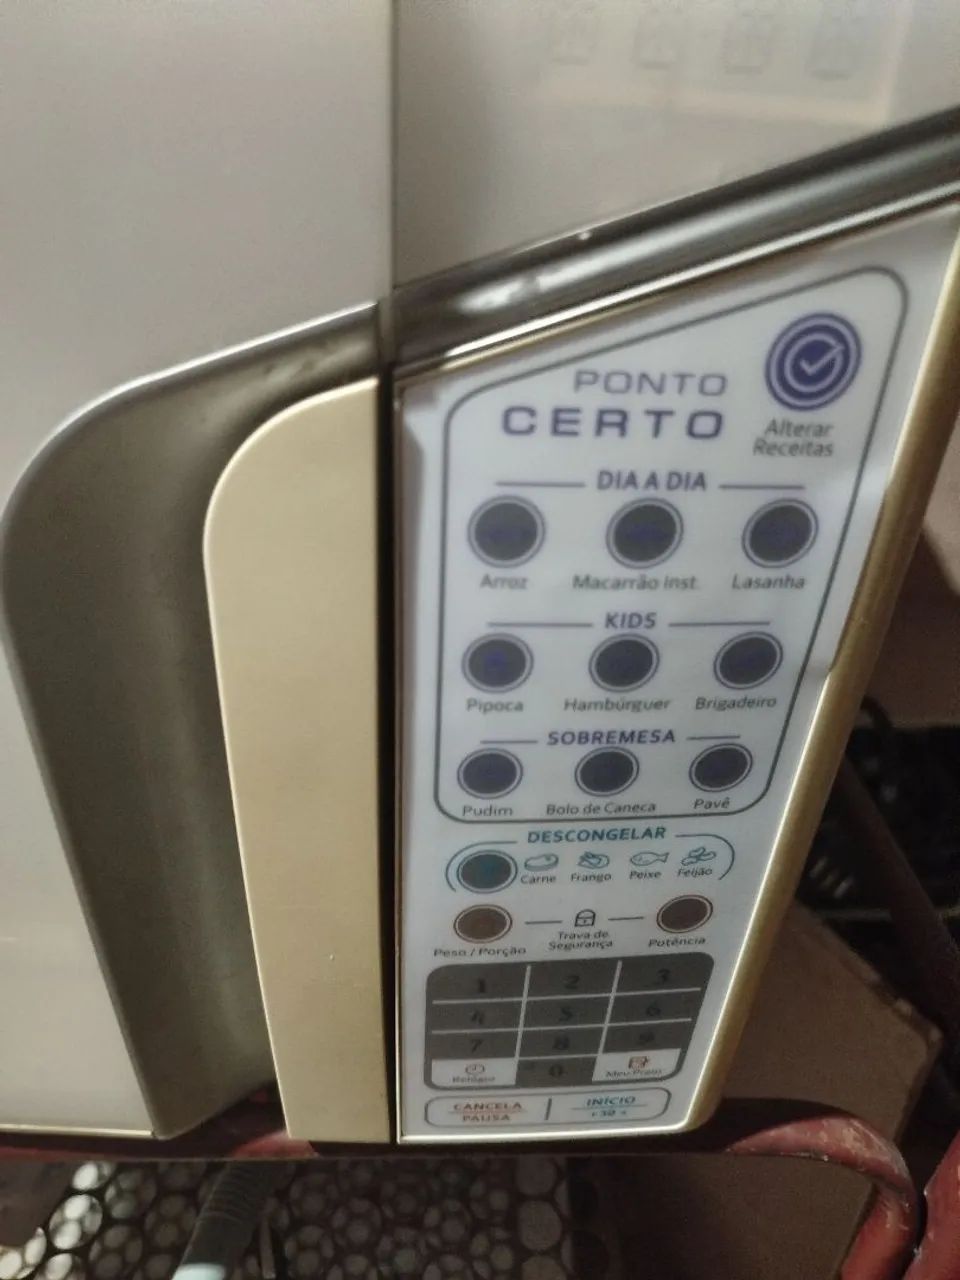 PONTO
CERTO
Alterar
Receitas
DIA A DIA
Arroz Macarrão Inst. Lasanha
KIDS
Pipoca Hambúrguer Brigadeiro
SOBREMESA
Pudim Bolo de Caneca Pavê
DESCONGELAR
Carne Frango Peixe Feijão
Peso / Porção Trava de Segurança Potência
1 2 3
4 5 6
7 8 9
Relógio 0 Meu Prato
CANCELA INÍCIO
PAUSA +30 s